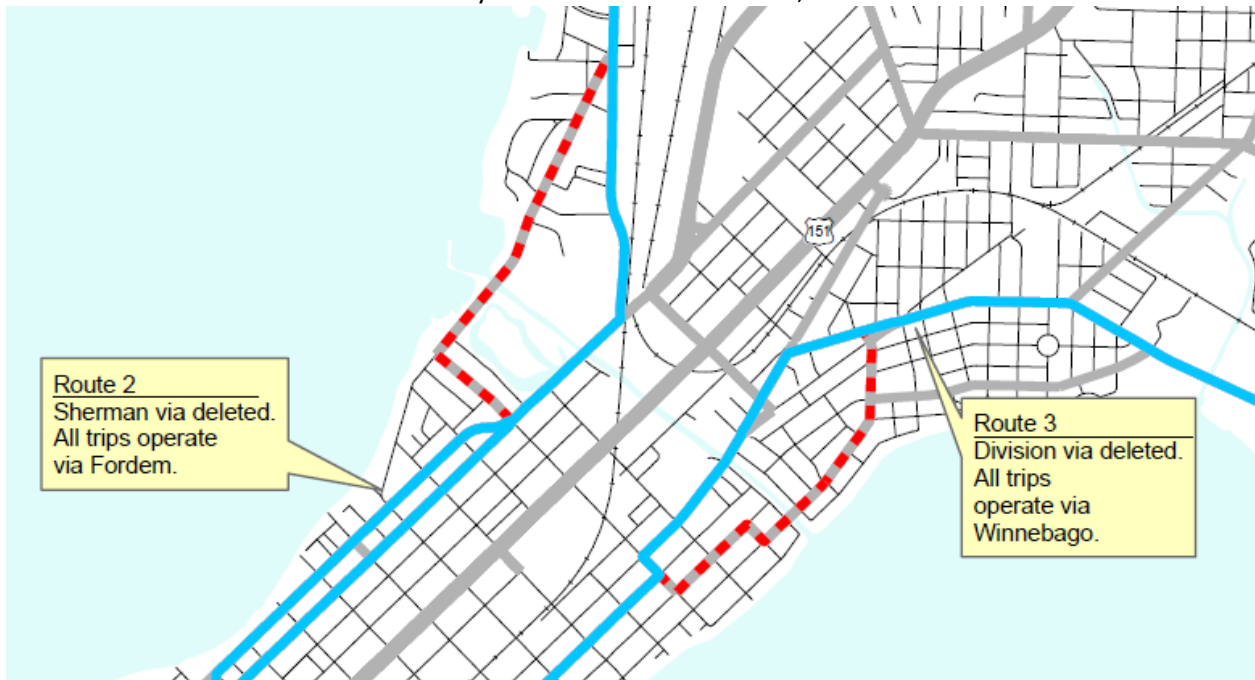 151
Route 2
Sherman via deleted.
All trips operate
via Fordem.
Route 3
Division via deleted.
All trips
operate via
Winnebago.